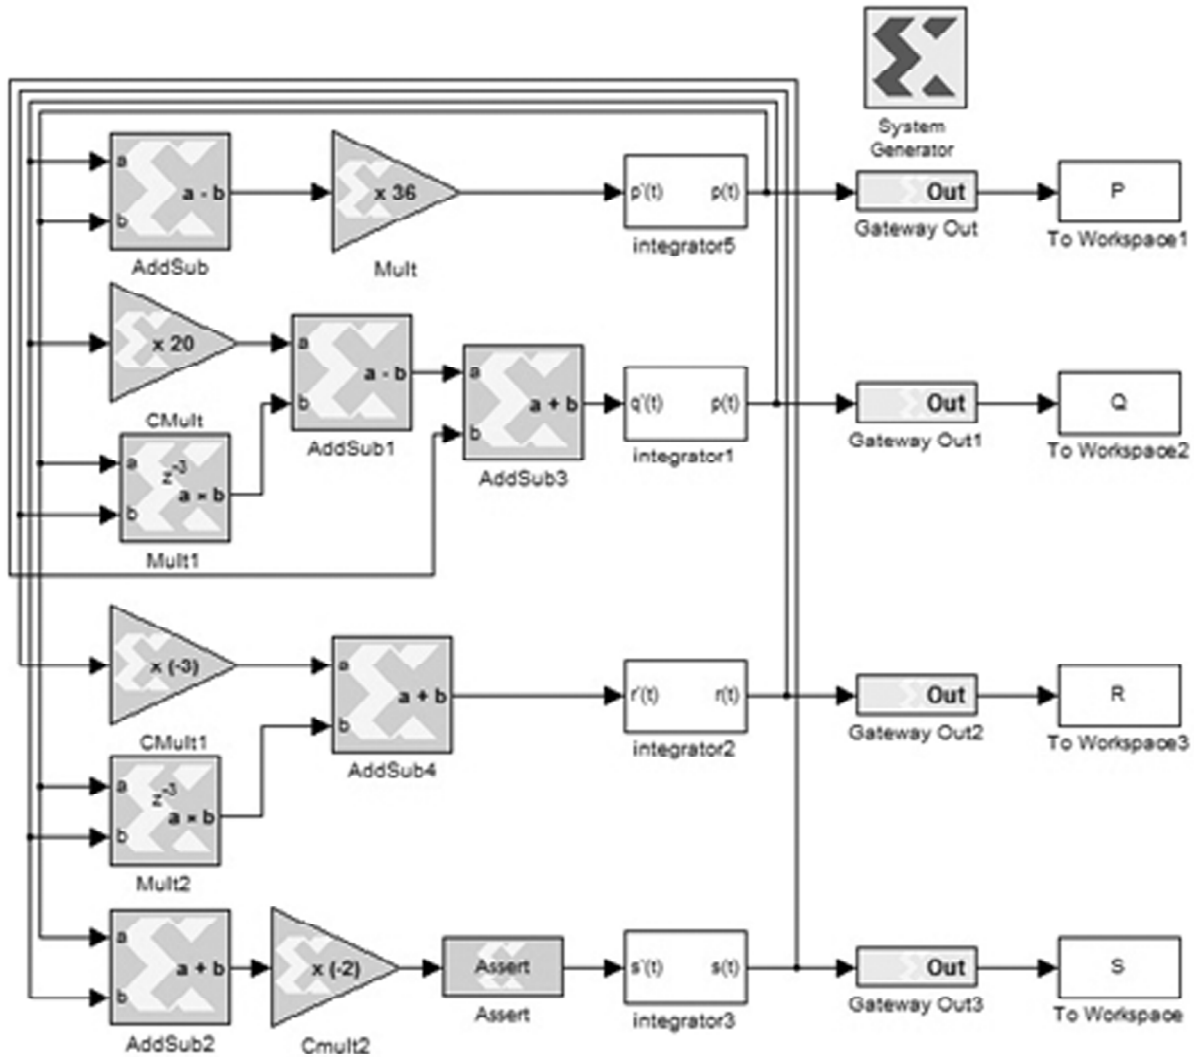 System
Generator
a
b
a - b
AddSub
x 36
Mult
p'(t)
p(t)
integrator5
Out
Gateway Out
P
To Workspace1
x 20
CMult
a
b
a - b
AddSub1
a
b
a + b
AddSub3
q'(t)
p(t)
integrator1
Out
Gateway Out1
Q
To Workspace2
a
b
z-3
a × b
Mult1
x (-3)
CMult1
a
b
a + b
AddSub4
r'(t)
r(t)
integrator2
Out
Gateway Out2
R
To Workspace3
a
b
z-3
a × b
Mult2
a
b
a + b
AddSub2
x (-2)
Cmult2
Assert
Assert
s'(t)
s(t)
integrator3
Out
Gateway Out3
S
To Workspace